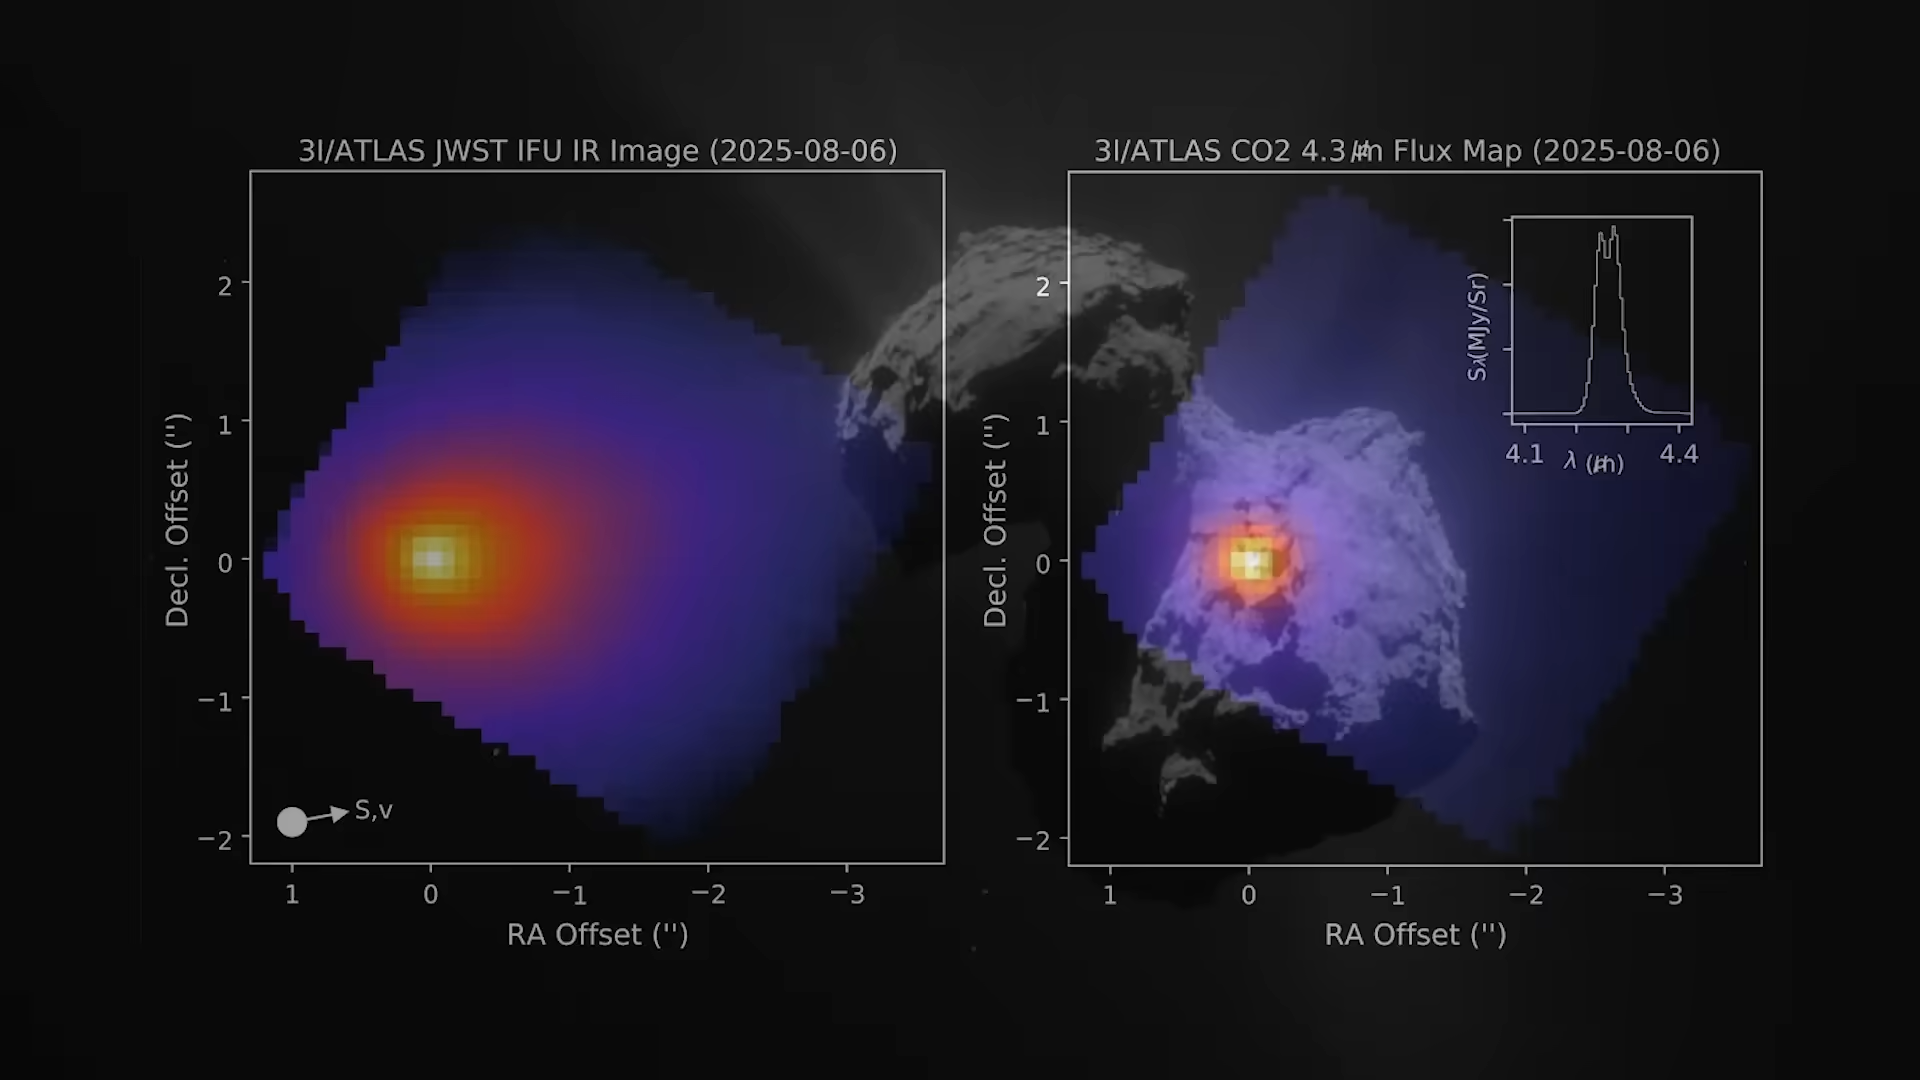 3I/ATLAS JWST IFU IR Image (2025-08-06)
Decl. Offset ('')
2
1
0
−1
−2
S,v
1 0 −1 −2 −3
RA Offset ('')
3I/ATLAS CO2 4.3 μm Flux Map (2025-08-06)
Decl. Offset ('')
2
1
0
−1
−2
Sλ(MJy/Sr)
4.1 λ (μm) 4.4
1 0 −1 −2 −3
RA Offset ('')